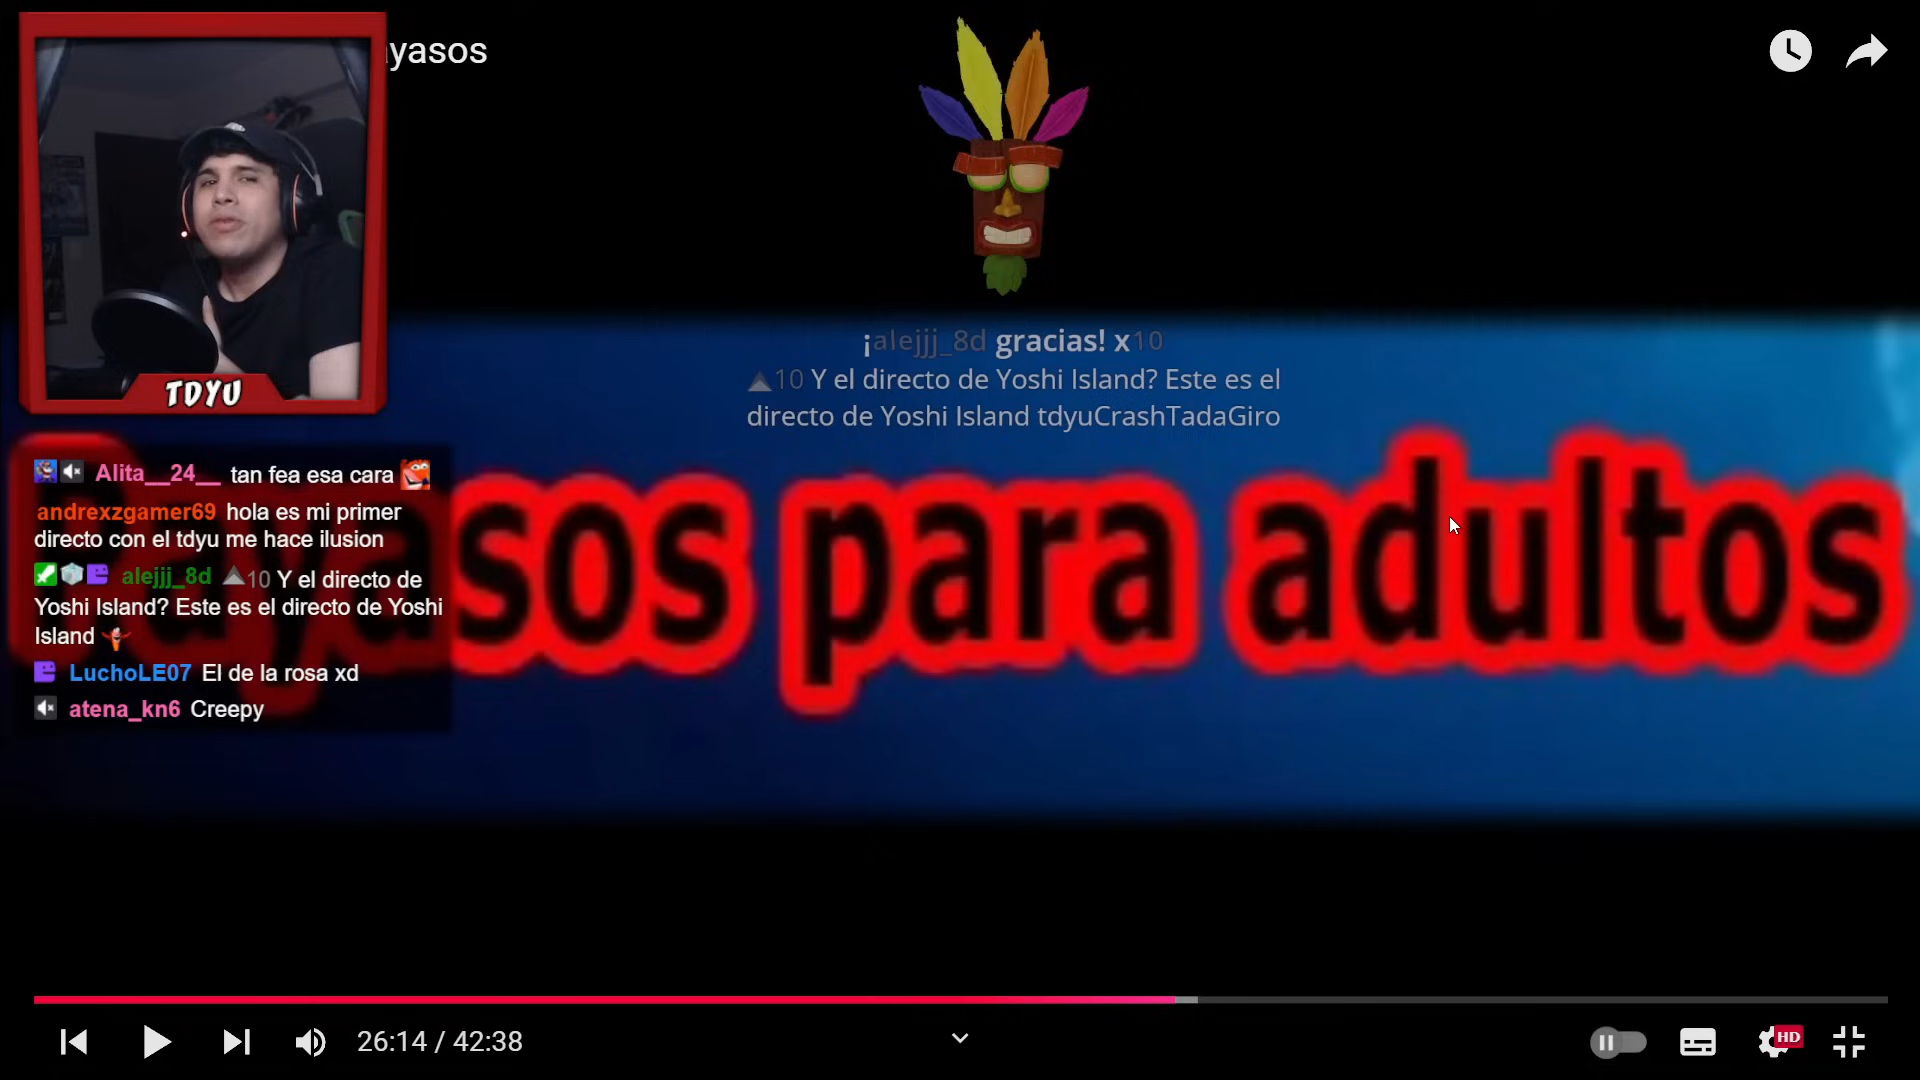 ayasos
TDYU
¡alejjj_8d gracias! x10
10 Y el directo de Yoshi Island? Este es el
directo de Yoshi Island tdyuCrashTadaGiro
Payasos para adultos
Alita__24__ tan fea esa cara
andrexzgamer69 hola es mi primer
directo con el tdyu me hace ilusion
alejjj_8d 10 Y el directo de
Yoshi Island? Este es el directo de Yoshi
Island
LuchoLE07 El de la rosa xd
atena_kn6 Creepy
26:14 / 42:38
HD